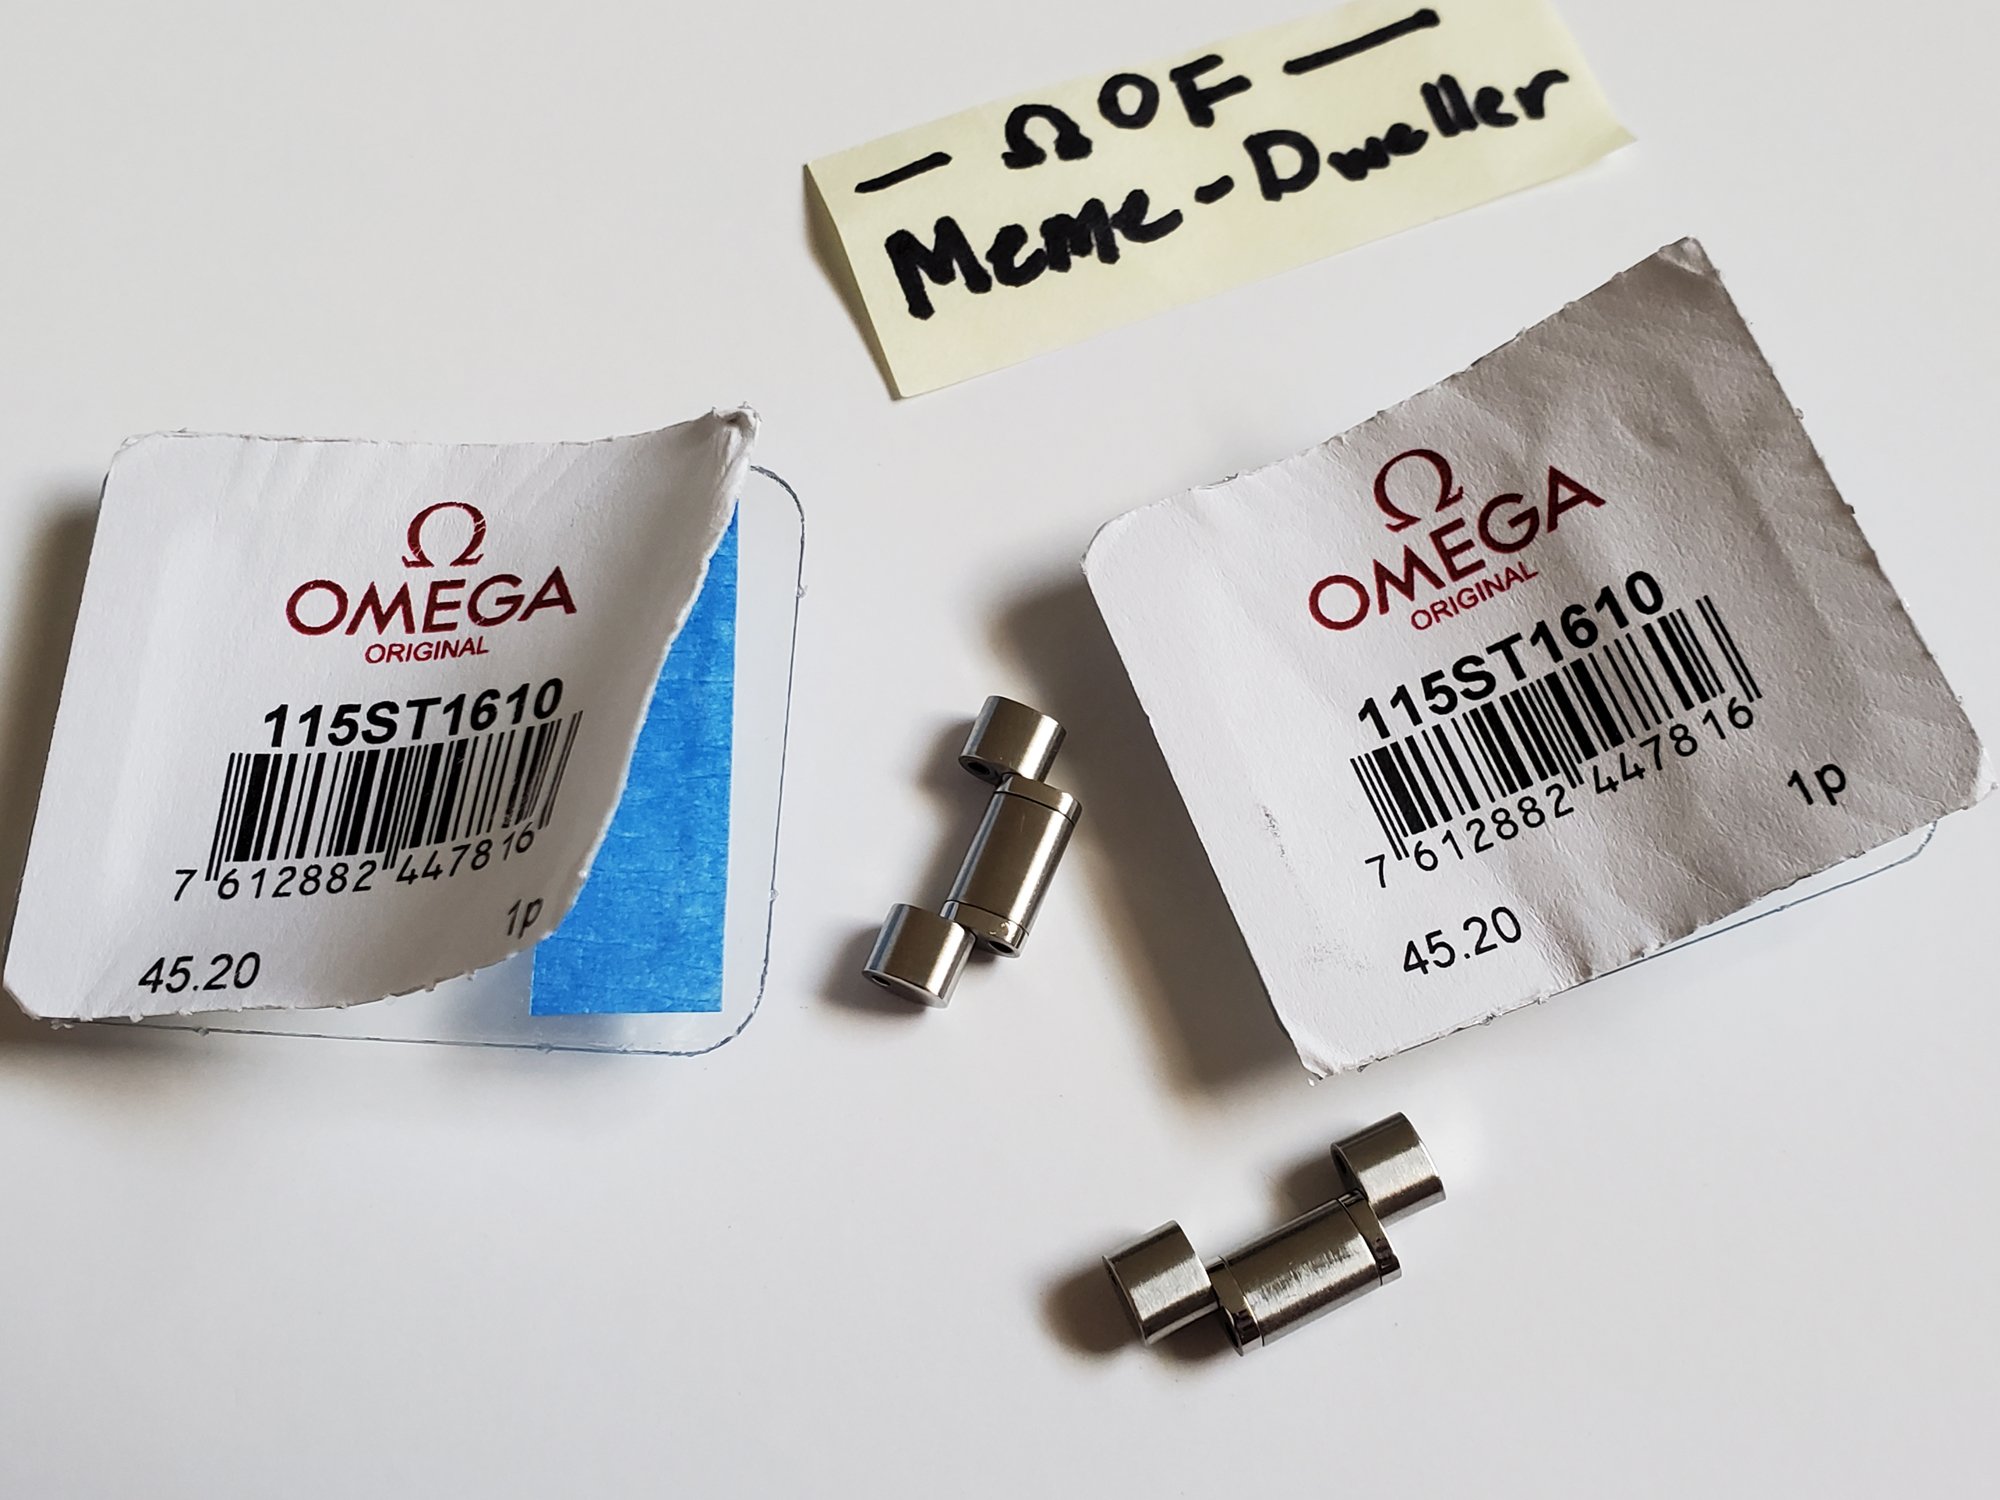 — Ω OF —
Meme-Dweller
Ω
OMEGA
ORIGINAL
115ST1610
7 612882 447816
1p
45.20
Ω
OMEGA
ORIGINAL
115ST1610
7 612882 447816
1p
45.20